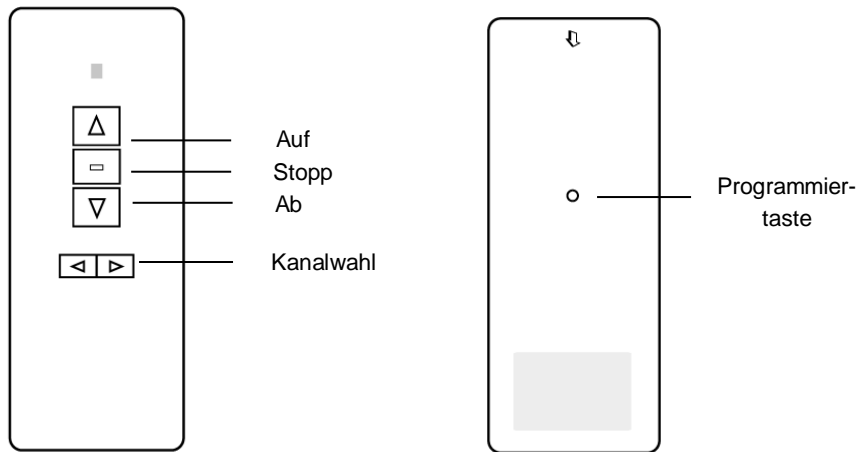 Auf
Stopp
Ab
Kanalwahl
Programmier-
taste